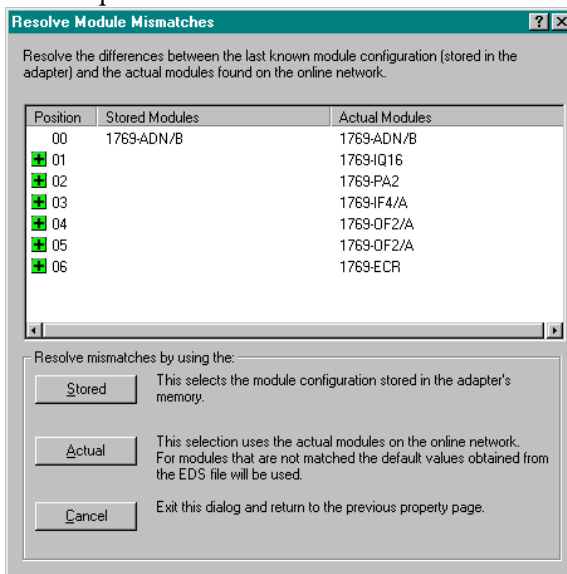 Resolve Module Mismatches
Resolve the differences between the last known module configuration (stored in the
adapter) and the actual modules found on the online network.
Position Stored Modules Actual Modules
00 1769-ADN/B 1769-ADN/B
01 1769-IQ16
02 1769-PA2
03 1769-IF4/A
04 1769-OF2/A
05 1769-OF2/A
06 1769-ECR
Resolve mismatches by using the:
Stored
This selects the module configuration stored in the adapter's
memory.
Actual
This selection uses the actual modules on the online network.
For modules that are not matched the default values obtained from
the EDS file will be used.
Cancel
Exit this dialog and return to the previous property page.